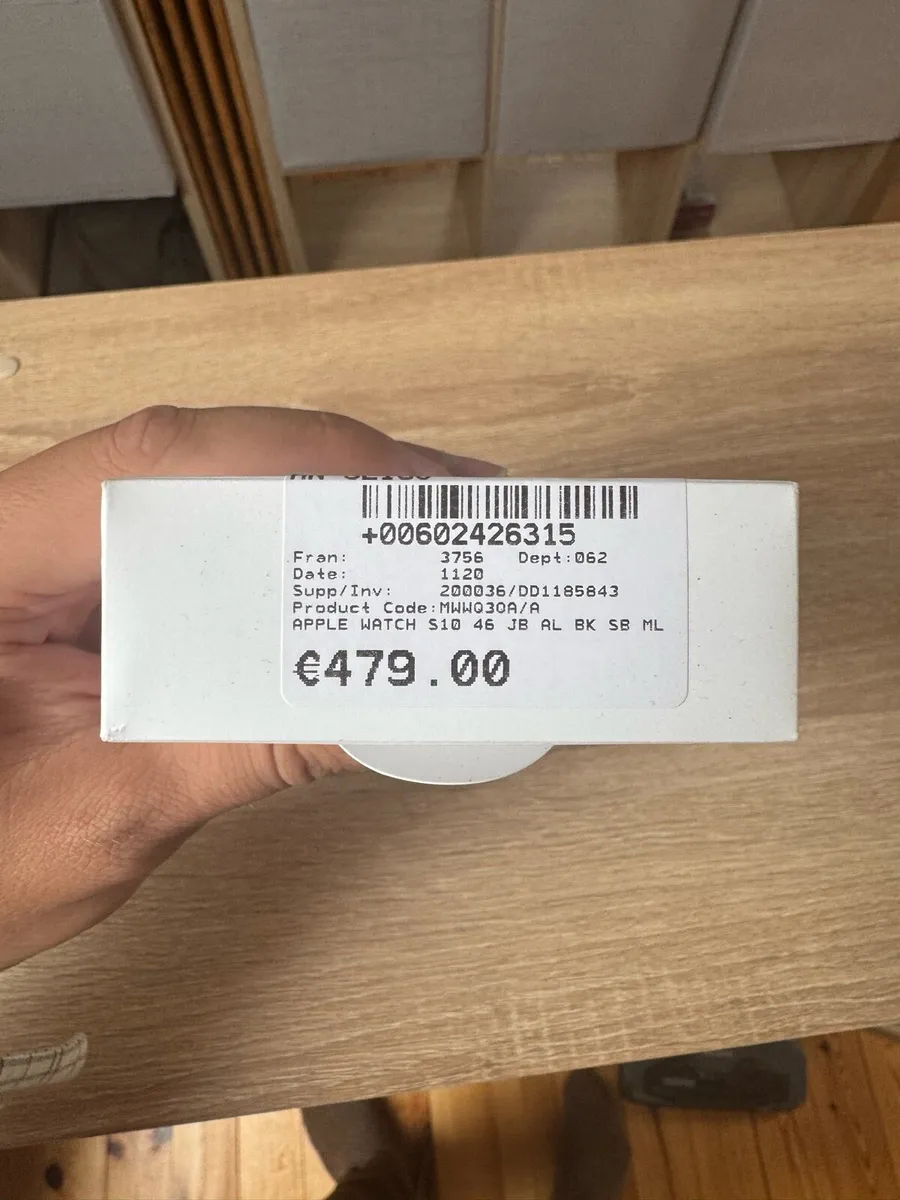 +00602426315
Fran: 3756 Dept:062
Date: 1120
Supp/Inv: 200036/DD1185843
Product Code:MWWQ3QA/A
APPLE WATCH S10 46 JB AL BK SB ML
€479.00